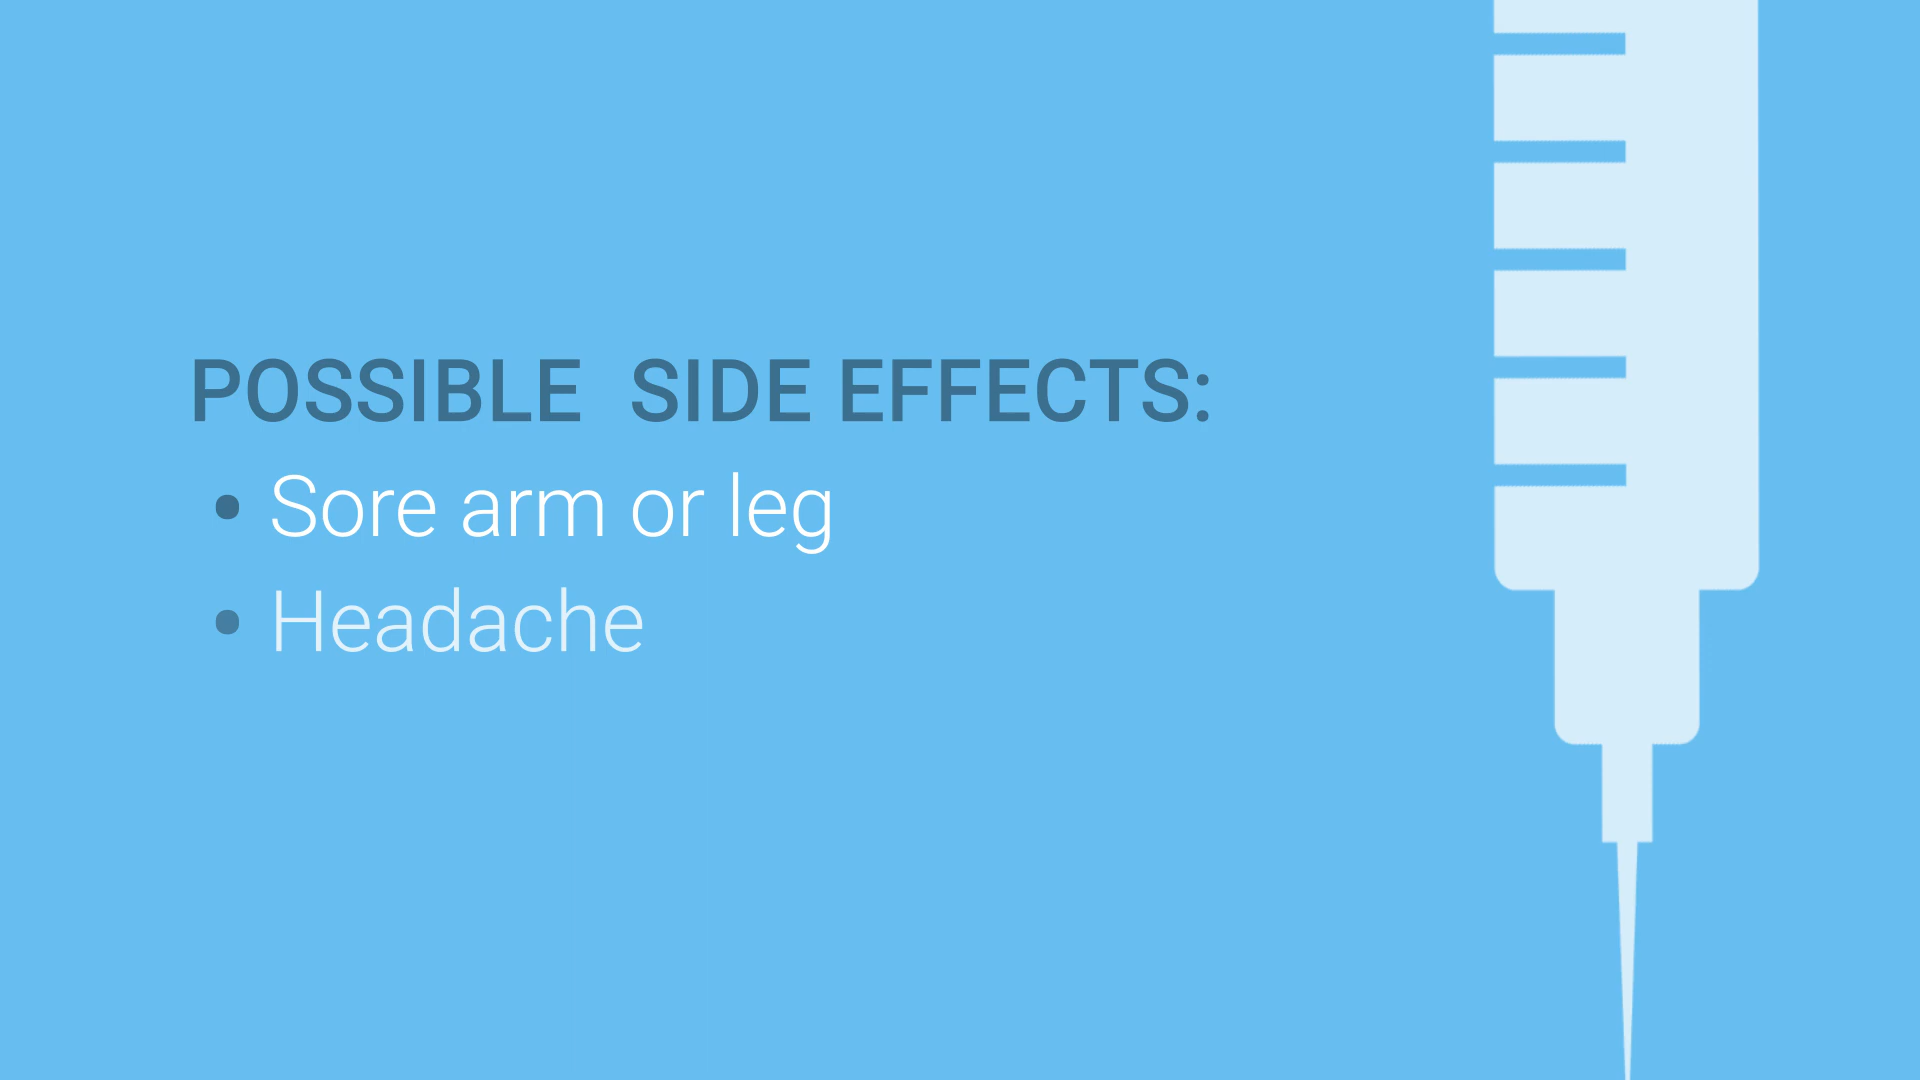 POSSIBLE  SIDE EFFECTS:
• Sore arm or leg
• Headache